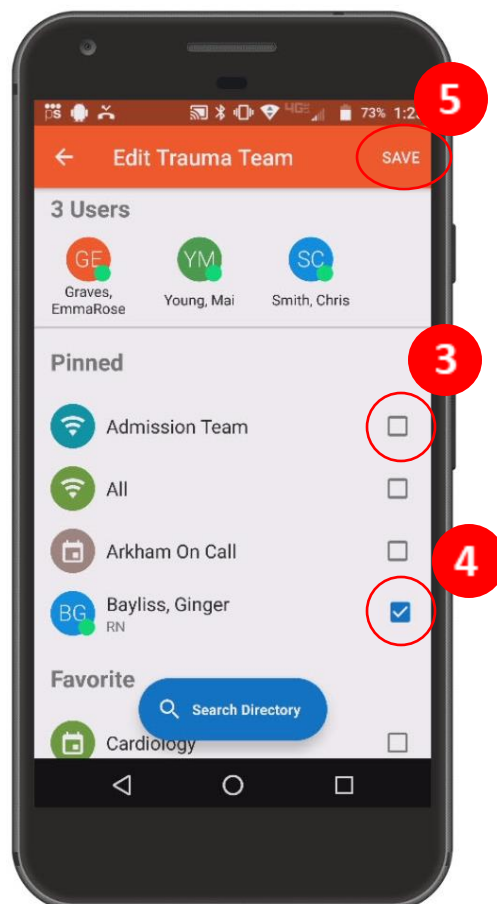 5
73% 1:2
Edit Trauma Team SAVE
3 Users
GE YM SC
Graves, EmmaRose
Young, Mai
Smith, Chris
3
Pinned
Admission Team
All
Arkham On Call
4
BG Bayliss, Ginger
RN
Favorite
Search Directory
Cardiology